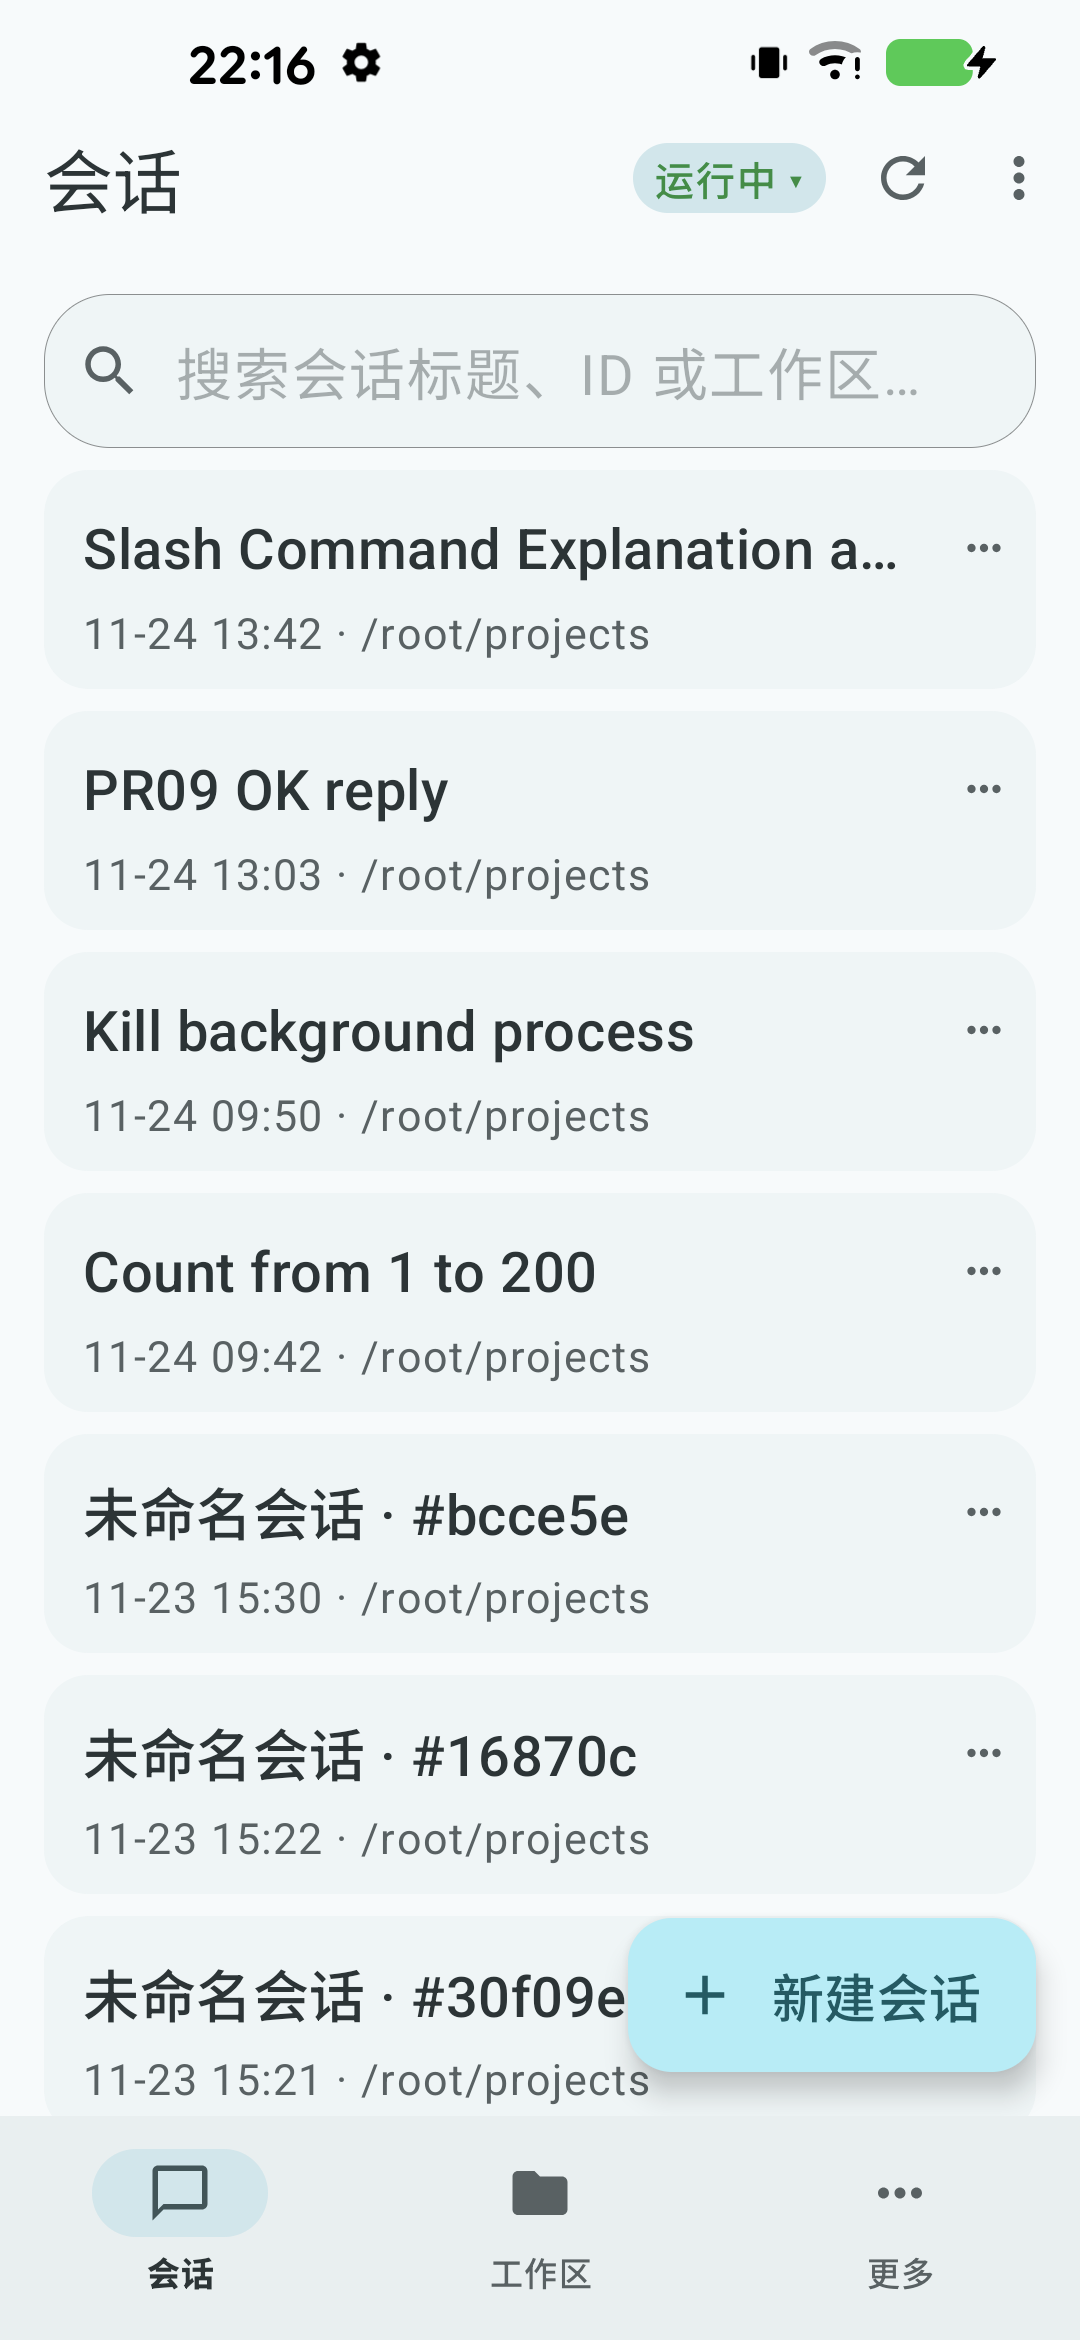 22:16
会话
运行中 ▾
搜索会话标题、ID 或工作区…
Slash Command Explanation a…
11-24 13:42 · /root/projects
PR09 OK reply
11-24 13:03 · /root/projects
Kill background process
11-24 09:50 · /root/projects
Count from 1 to 200
11-24 09:42 · /root/projects
未命名会话 · #bcce5e
11-23 15:30 · /root/projects
未命名会话 · #16870c
11-23 15:22 · /root/projects
未命名会话 · #30f09e
11-23 15:21 · /root/projects
+ 新建会话
会话
工作区
更多